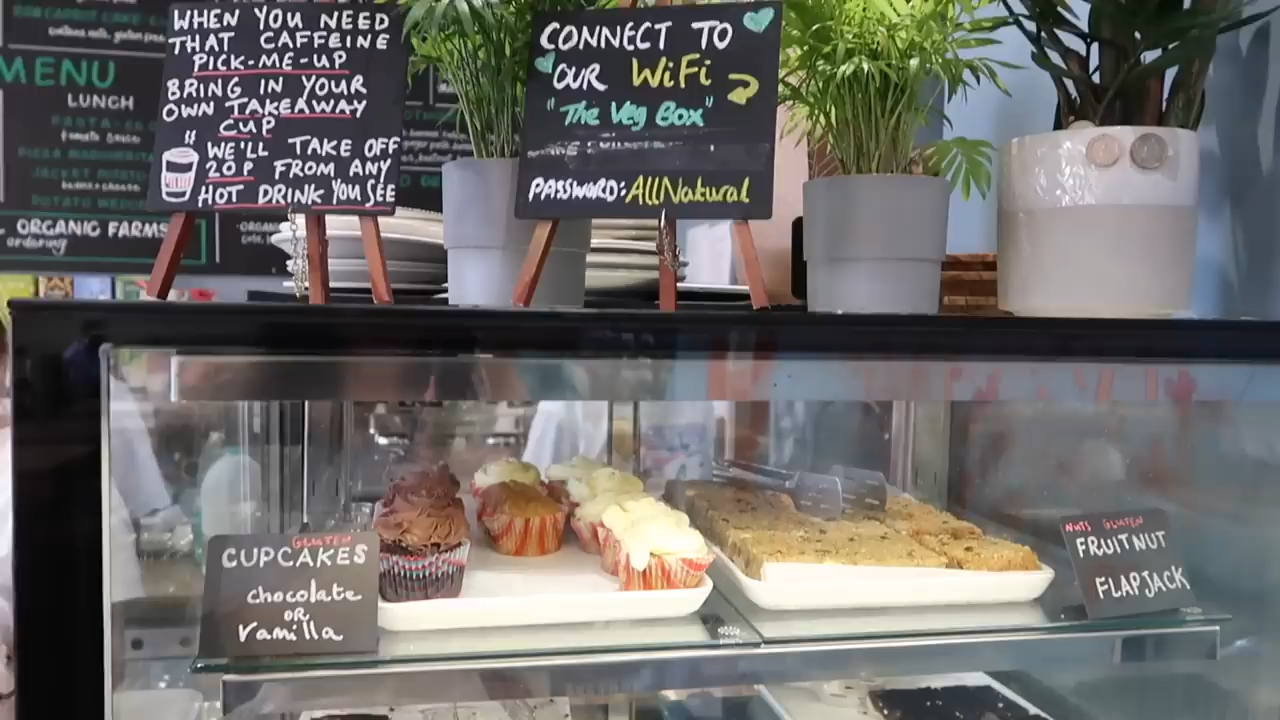 WHEN YOU NEED
THAT CAFFEINE
PICK-ME-UP
BRING IN YOUR
OWN TAKEAWAY
CUP
WE'LL TAKE OFF
20P FROM ANY
HOT DRINK YOU SEE
CONNECT TO
OUR WiFi
"The Veg Box"
PASSWORD: AllNatural
MENU
LUNCH
ORGANIC FARMS
ordering
GLUTEN
CUPCAKES
chocolate
OR
Vanilla
NUTS GLUTEN
FRUIT NUT
FLAPJACK